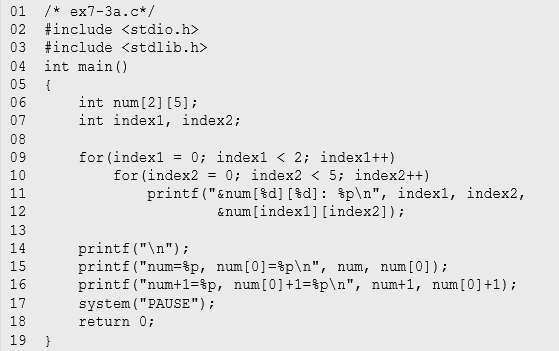 01 /* ex7-3a.c*/
02 #include <stdio.h>
03 #include <stdlib.h>
04 int main()
05 {
06     int num[2][5];
07     int index1, index2;
08
09     for(index1 = 0; index1 < 2; index1++)
10         for(index2 = 0; index2 < 5; index2++)
11             printf("&num[%d][%d]: %p\n", index1, index2,
12                     &num[index1][index2]);
13
14     printf("\n");
15     printf("num=%p, num[0]=%p\n", num, num[0]);
16     printf("num+1=%p, num[0]+1=%p\n", num+1, num[0]+1);
17     system("PAUSE");
18     return 0;
19 }